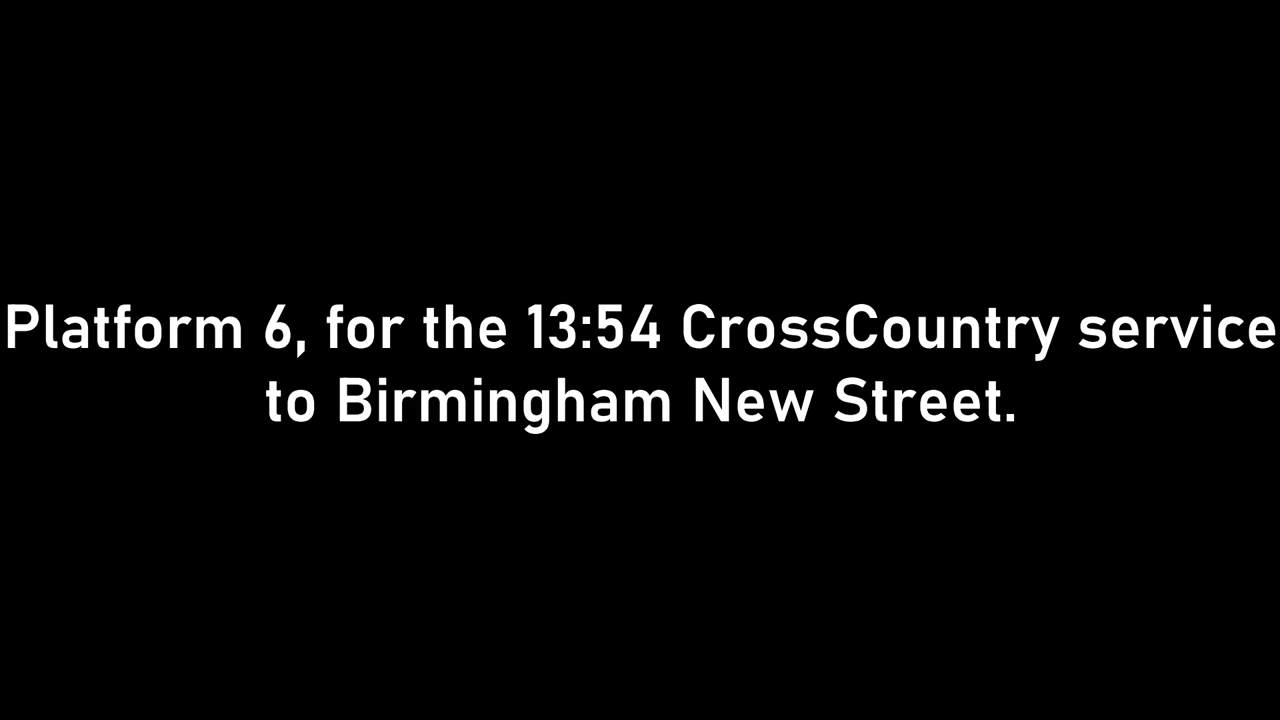 Platform 6, for the 13:54 CrossCountry service
to Birmingham New Street.